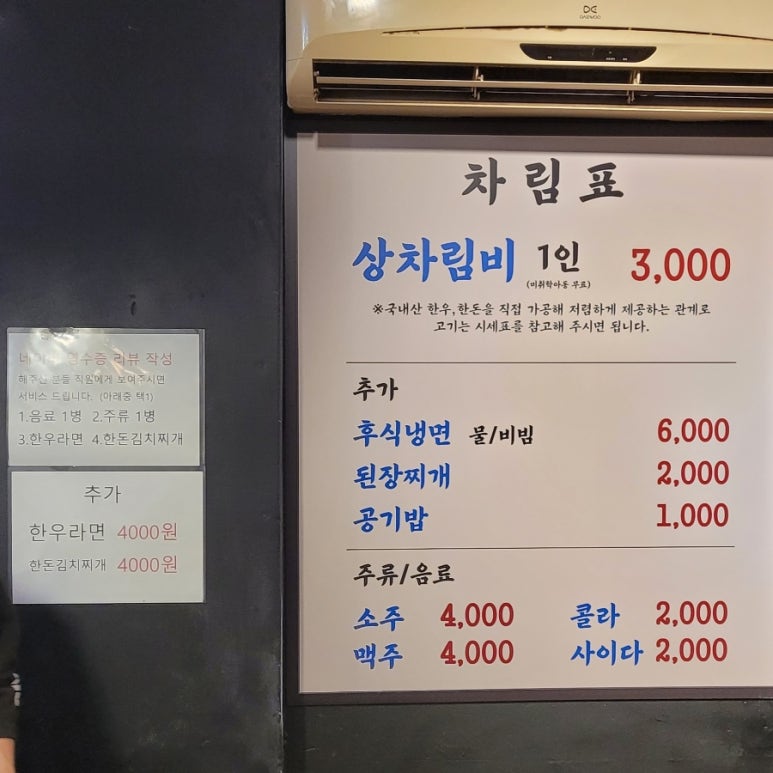 DAEWOO
차림표
상차림비 1인 3,000
(미취학아동 무료)
※국내산 한우,한돈을 직접 가공해 저렴하게 제공하는 관계로
고기는 시세표를 참고해 주시면 됩니다.
추가
후식냉면 물/비빔 6,000
된장찌개 2,000
공기밥 1,000
주류/음료
소주 4,000 콜라 2,000
맥주 4,000 사이다 2,000
영수증 리뷰 작성
해주신 분들 직원에게 보여주시면
서비스 드립니다. (아래중 택1)
1.음료 1병 2.주류 1병
3.한우라면 4.한돈김치찌개
추가
한우라면 4000원
한돈김치찌개 4000원